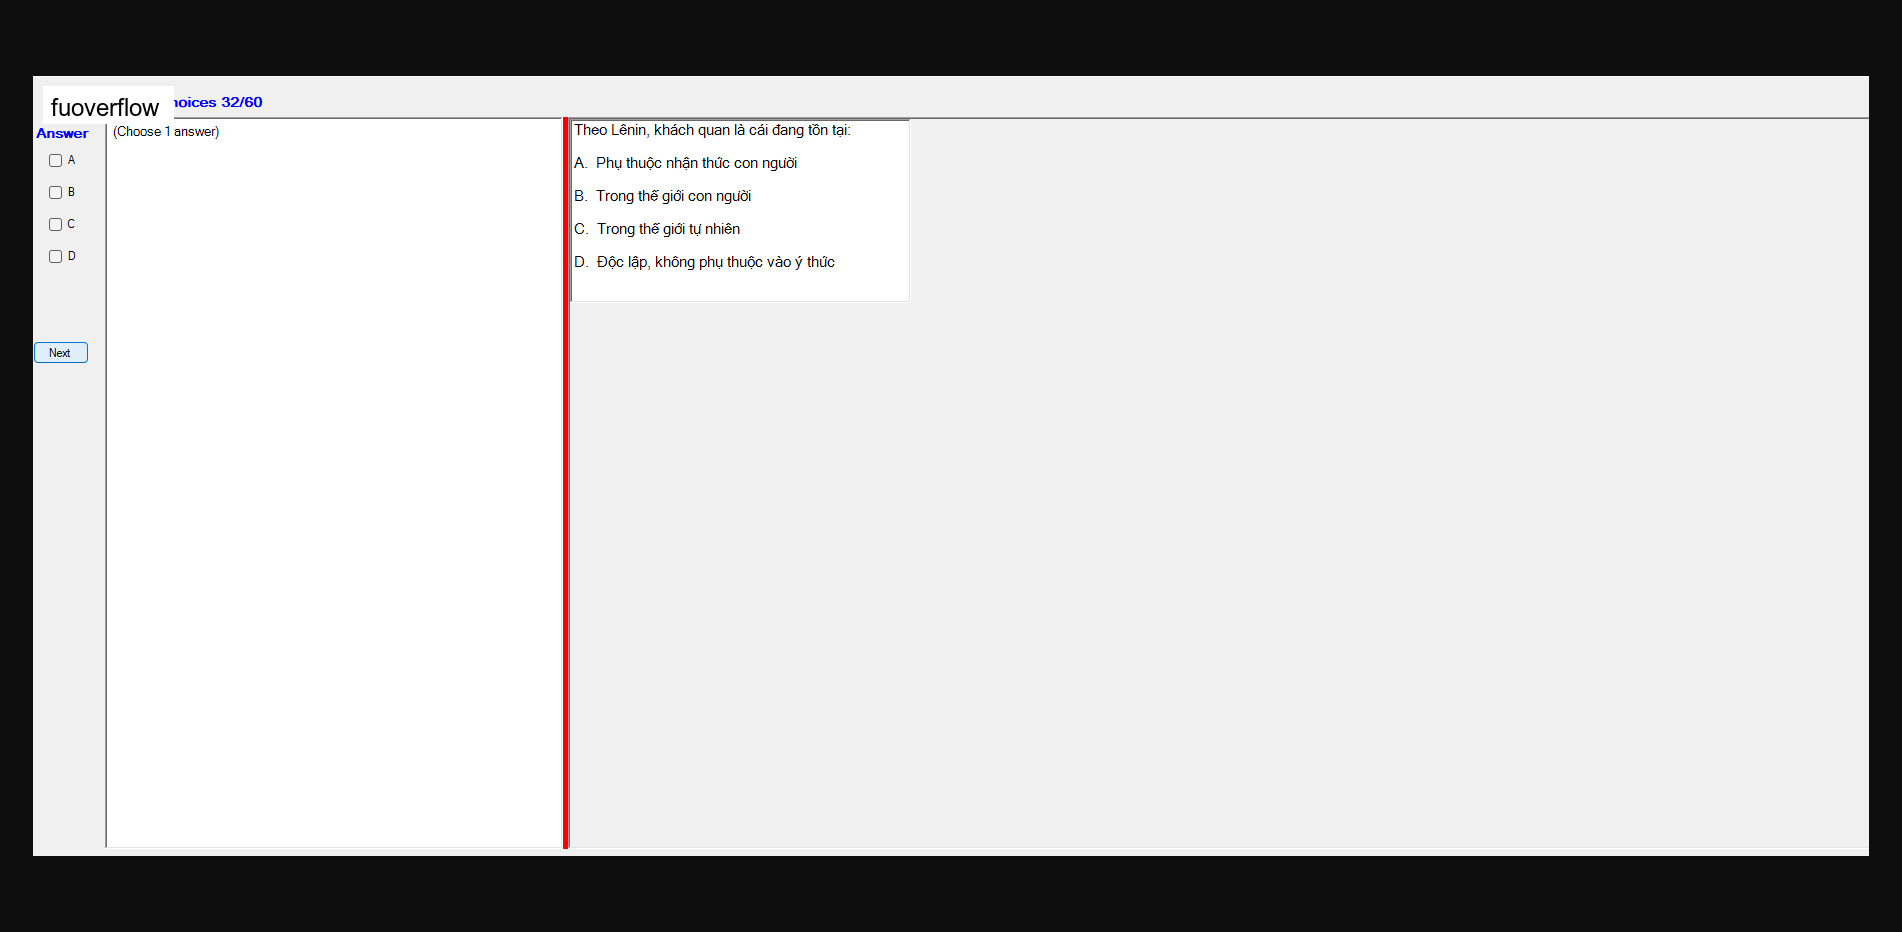 fuoverflow
hoices 32/60
Answer
(Choose 1 answer)
A
B
C
D
Next
Theo Lênin, khách quan là cái đang tồn tại:
A. Phụ thuộc nhận thức con người
B. Trong thế giới con người
C. Trong thế giới tự nhiên
D. Độc lập, không phụ thuộc vào ý thức